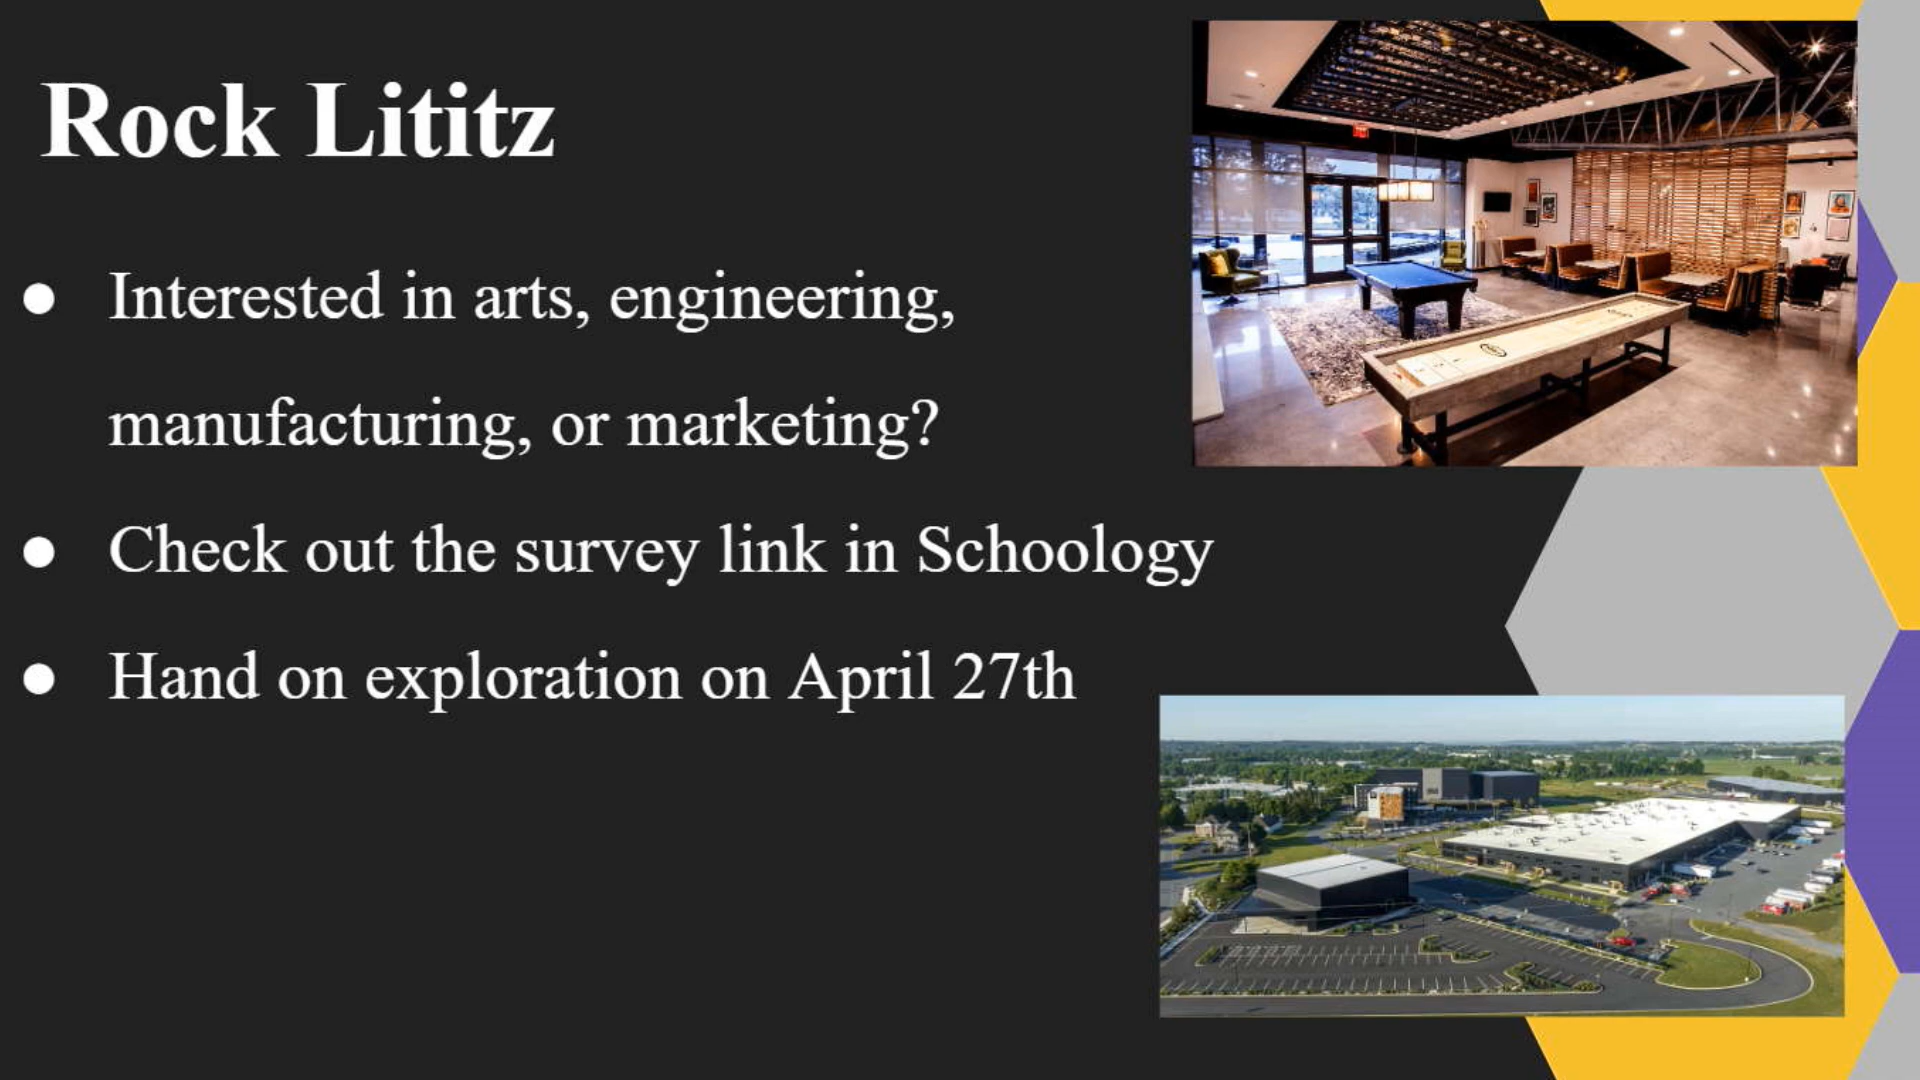 Rock Lititz
● Interested in arts, engineering,
manufacturing, or marketing?
● Check out the survey link in Schoology
● Hand on exploration on April 27th